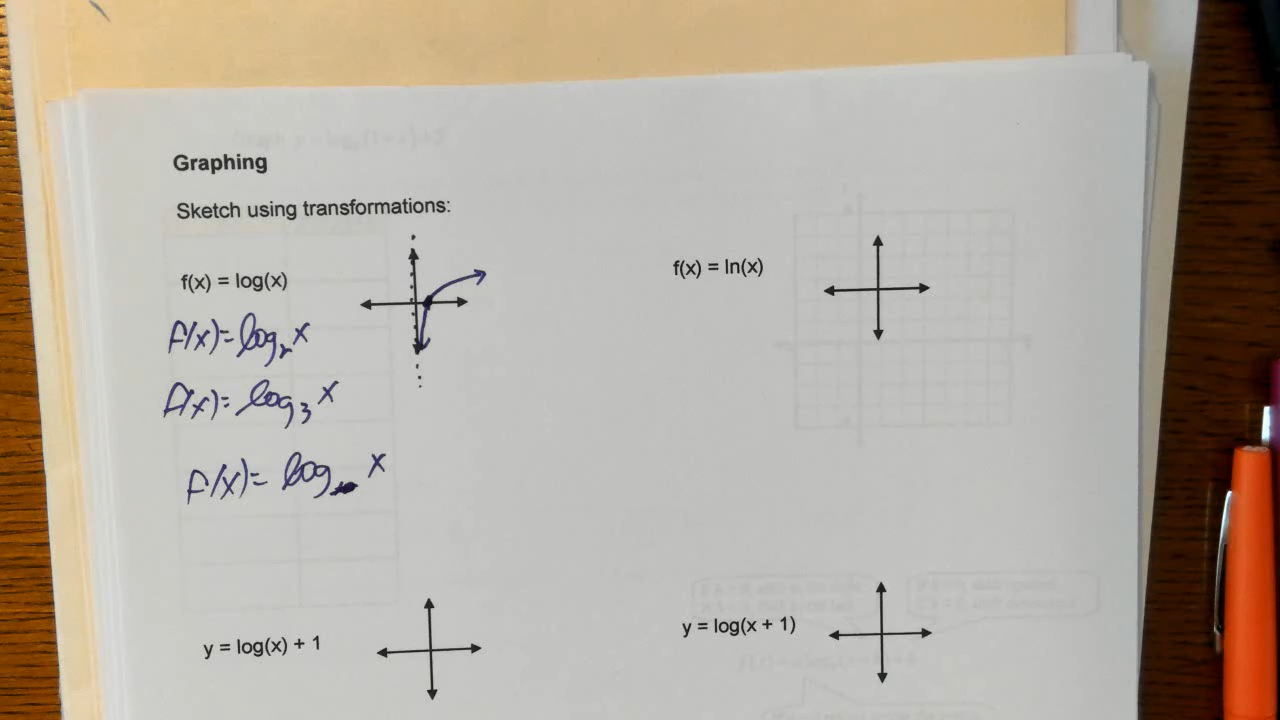 Graphing
Sketch using transformations:
f(x) = log(x)
f(x) = ln(x)
f(x) = log₂ x
f(x) = log₃ x
f(x) = log x
y = log(x) + 1
y = log(x + 1)